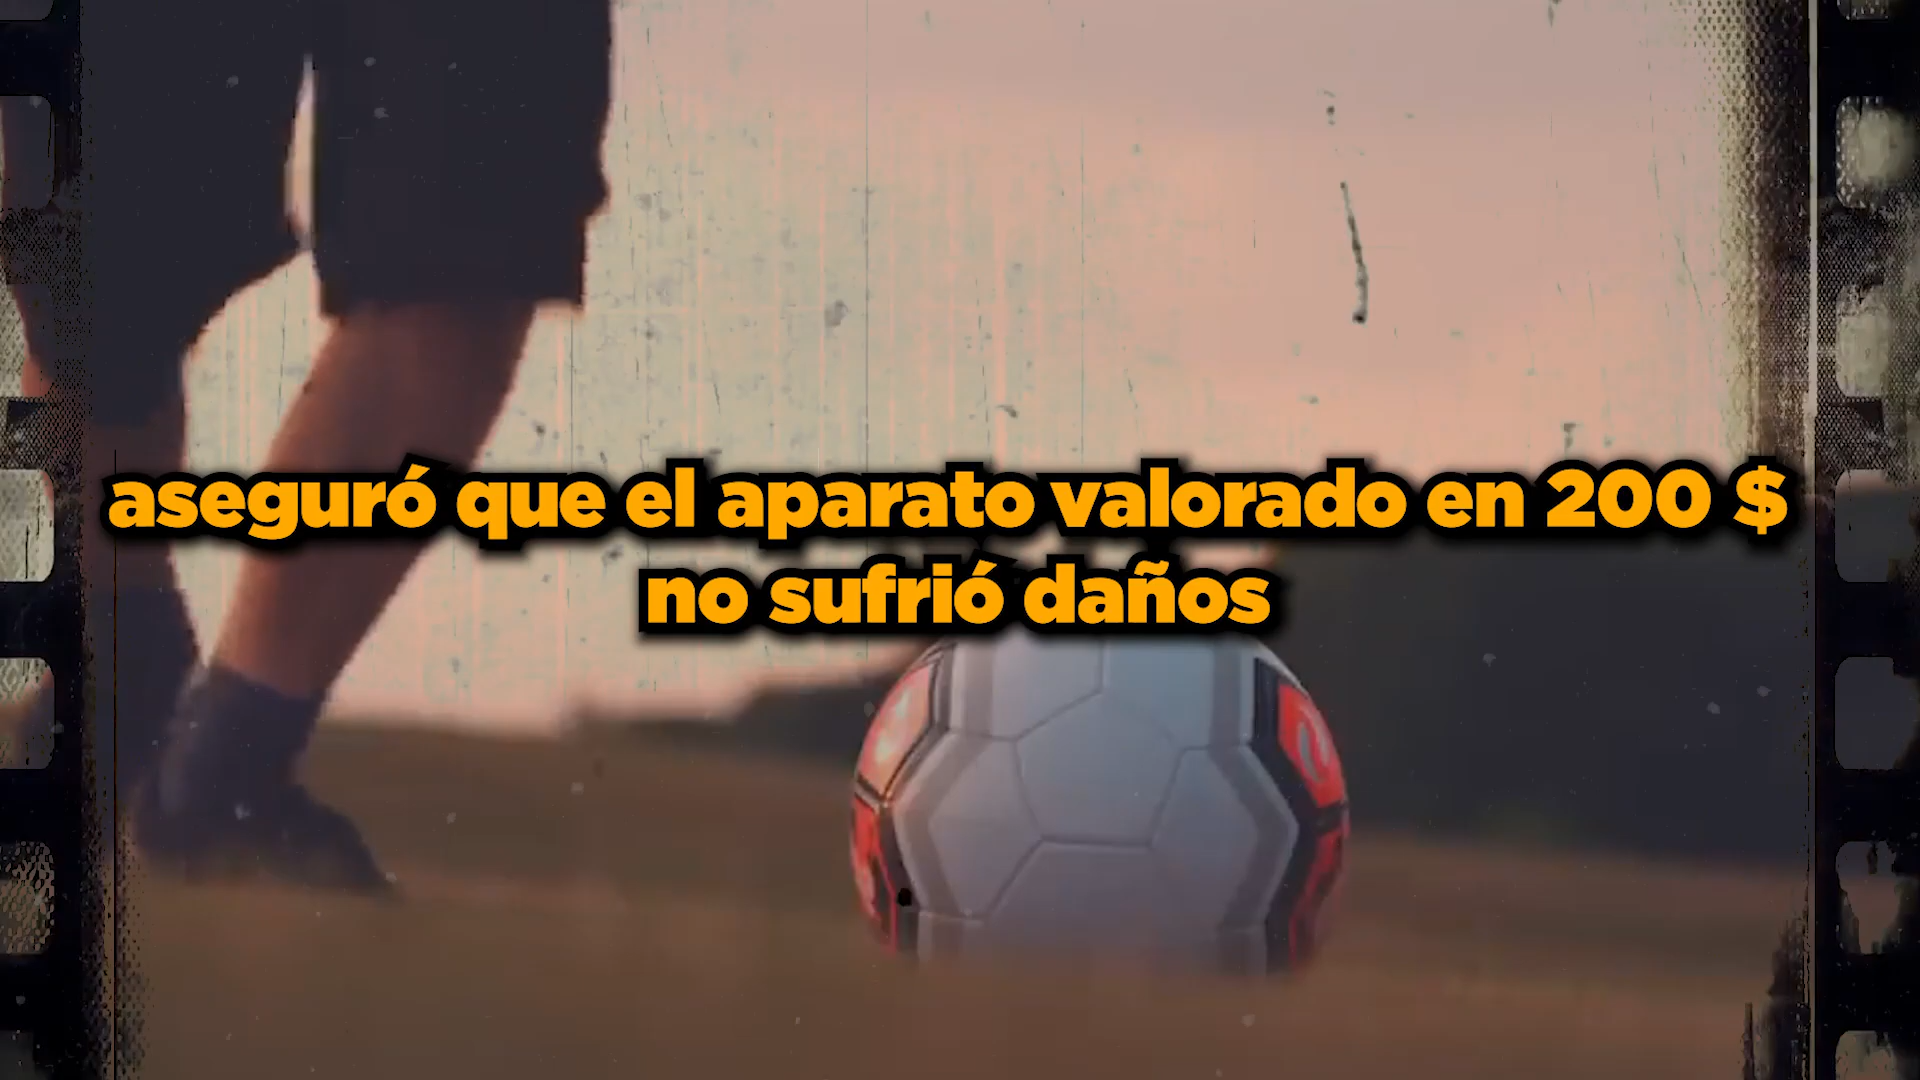 aseguró que el aparato valorado en 200 $
no sufrió daños